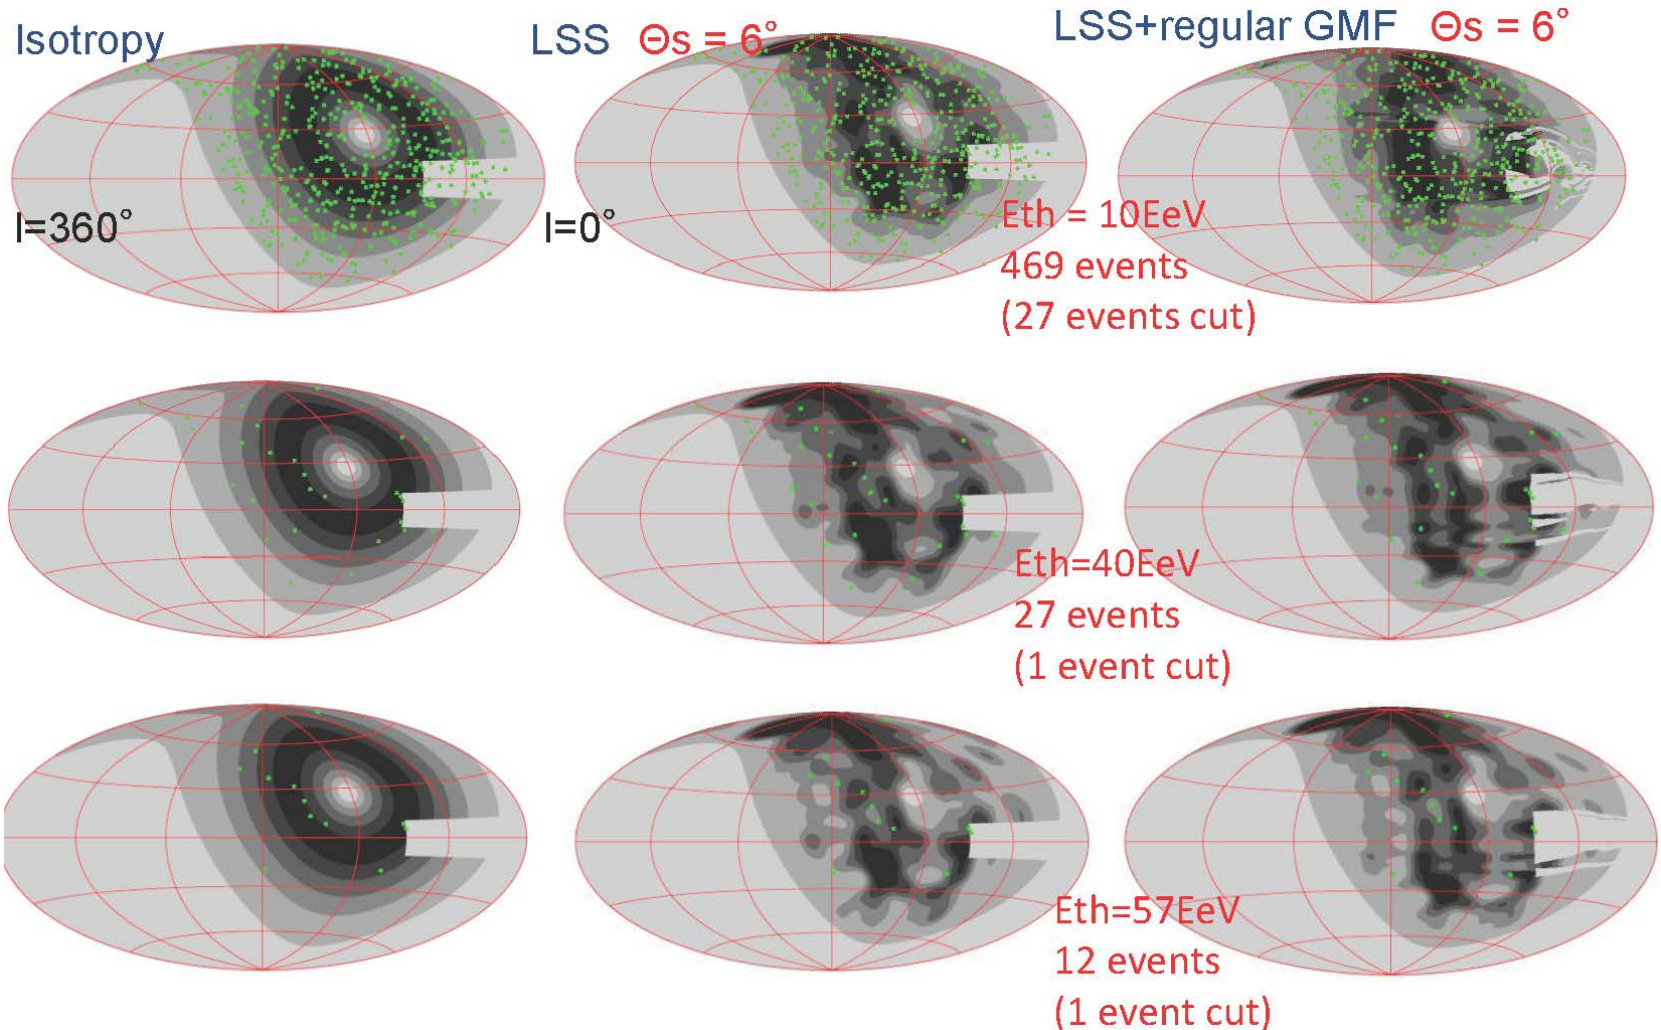 Isotropy
LSS Θs = 6°
LSS+regular GMF Θs = 6°
l=360°
l=0°
Eth = 10EeV
469 events
(27 events cut)
Eth=40EeV
27 events
(1 event cut)
Eth=57EeV
12 events
(1 event cut)